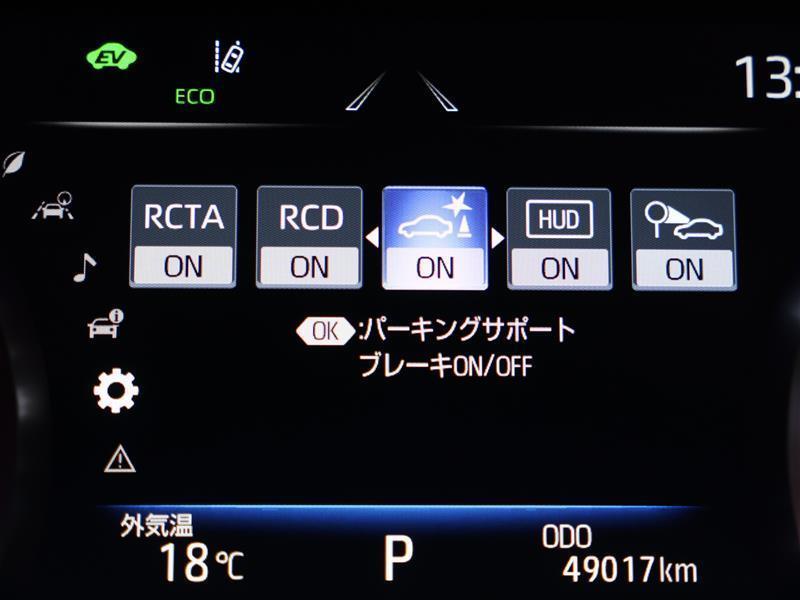 EV
ECO
13:
RCTA
ON
RCD
ON
ON
HUD
ON
ON
OK :パーキングサポート
ブレーキON/OFF
外気温
18℃
P
ODO
49017km